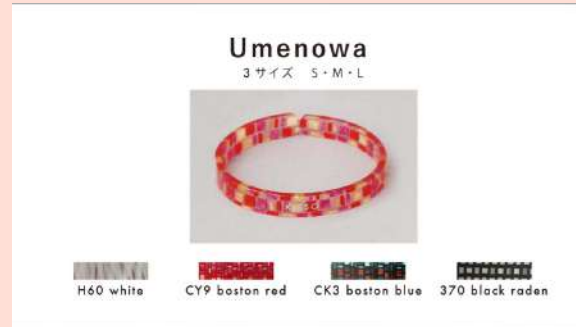 Umenowa
3サイズ S・M・L
H60 white
CY9 boston red
CK3 boston blue
370 black raden